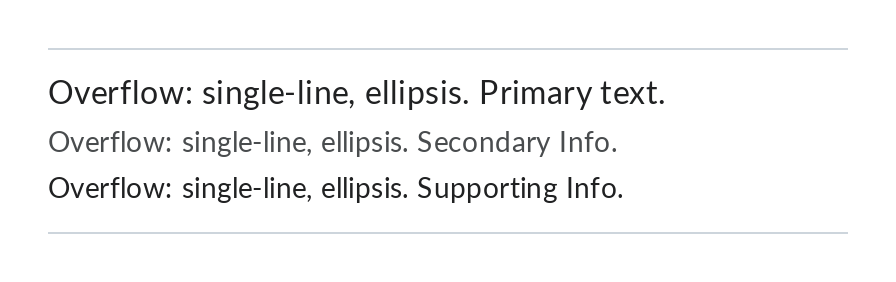 Overflow: single-line, ellipsis. Primary text.
Overflow: single-line, ellipsis. Secondary Info.
Overflow: single-line, ellipsis. Supporting Info.